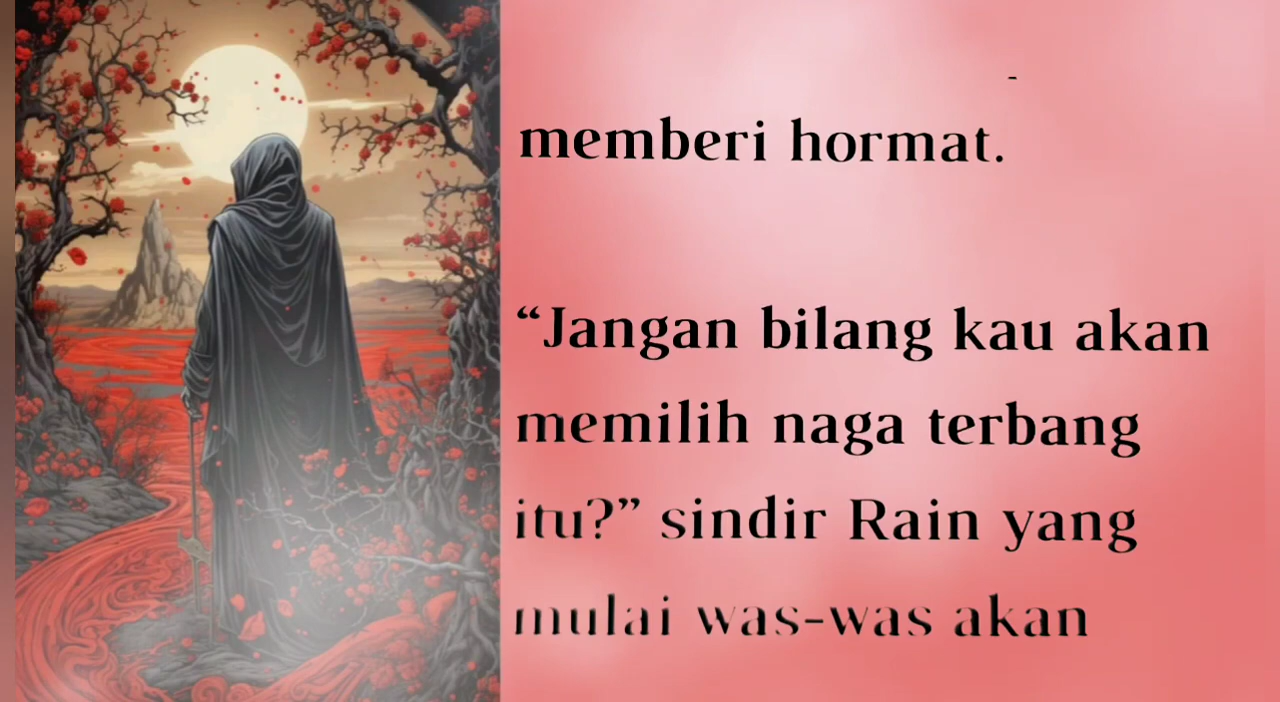 memberi hormat.
“Jangan bilang kau akan
memilih naga terbang
itu?” sindir Rain yang
mulai was-was akan